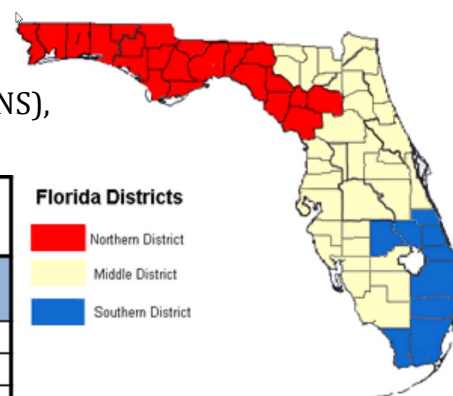 NS),
Florida Districts
Northern District
Middle District
Southern District